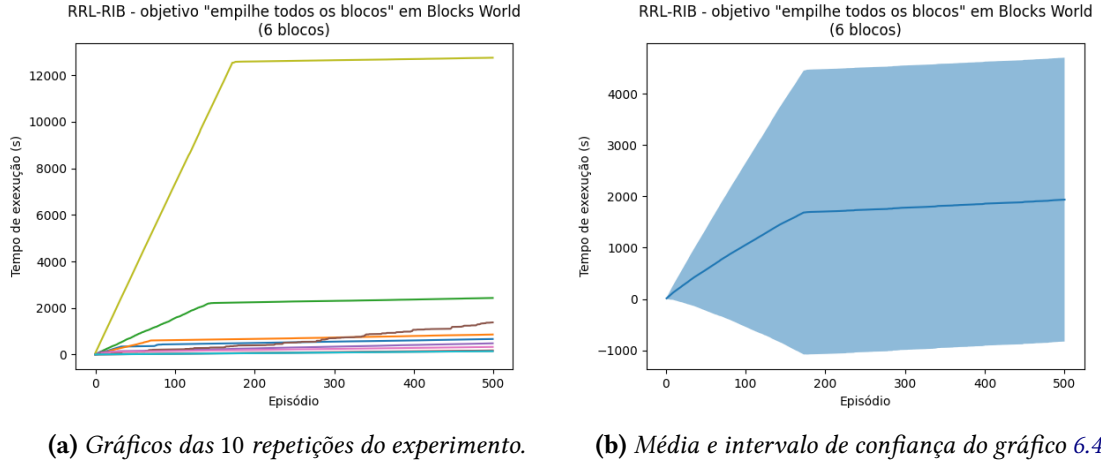 RRL-RIB - objetivo "empilhe todos os blocos" em Blocks World
(6 blocos)
12000
10000
8000
6000
4000
2000
0
Tempo de exexução (s)
0 100 200 300 400 500
Episódio
(a) Gráficos das 10 repetições do experimento.
RRL-RIB - objetivo "empilhe todos os blocos" em Blocks World
(6 blocos)
4000
3000
2000
1000
0
−1000
Tempo de exexução (s)
0 100 200 300 400 500
Episódio
(b) Média e intervalo de confiança do gráfico 6.4